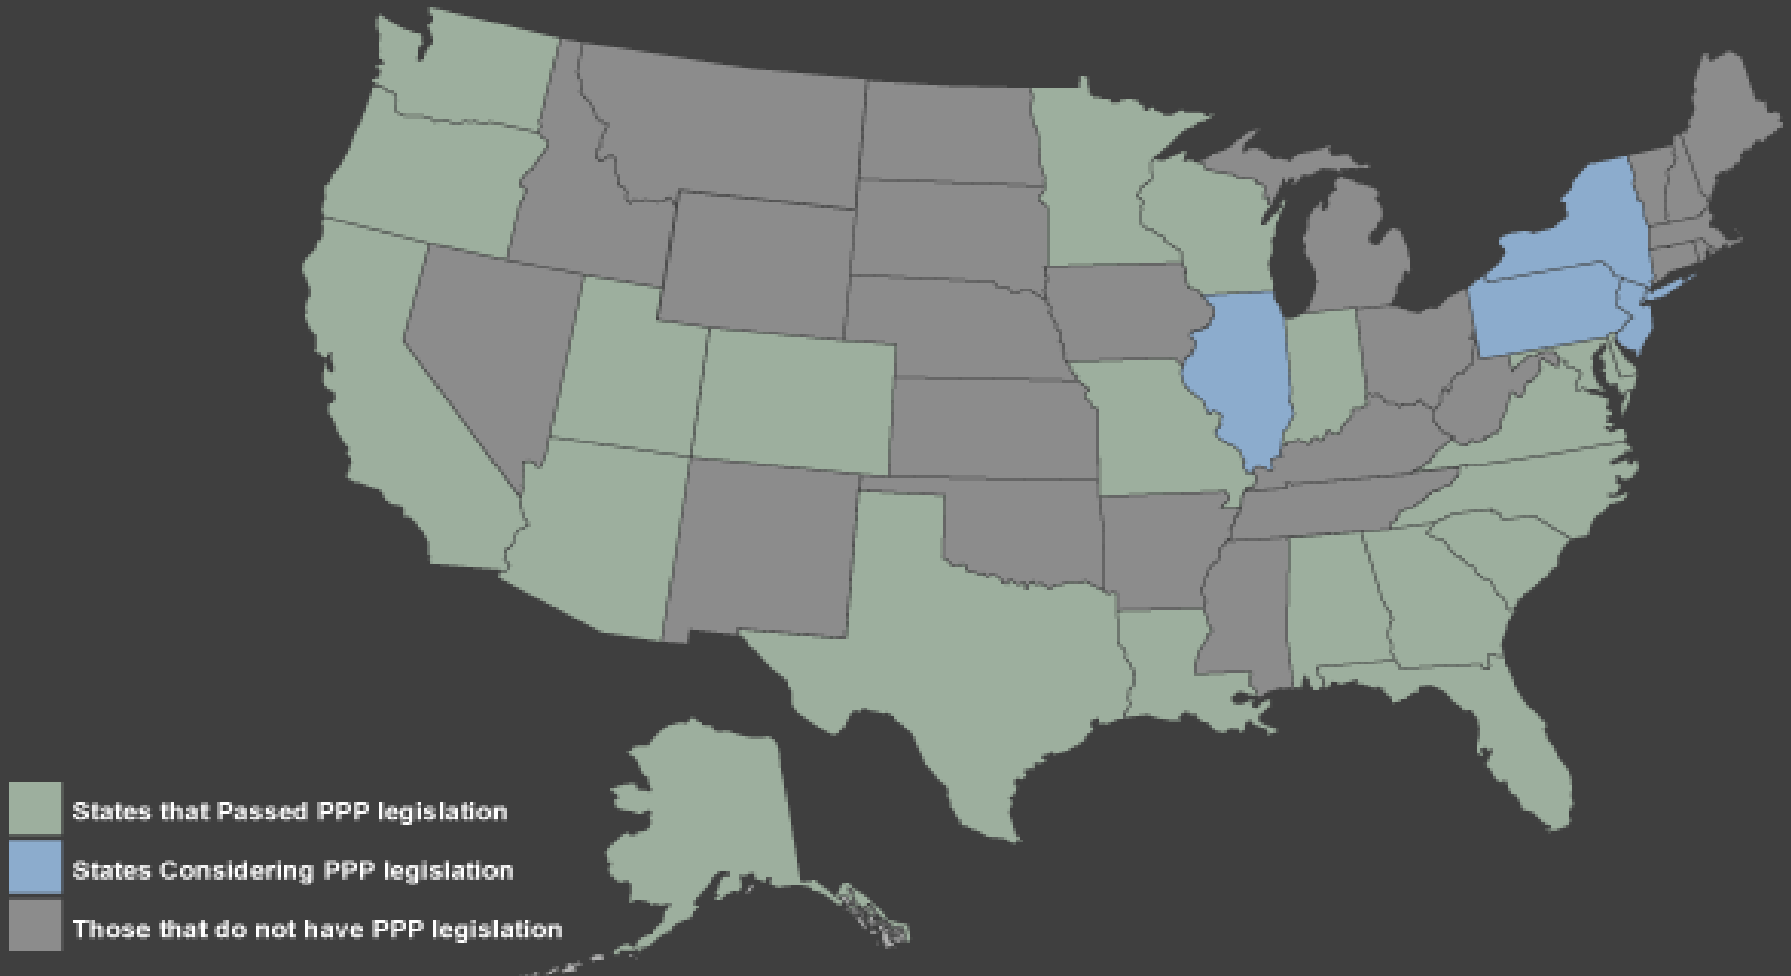 States that Passed PPP legislation
States Considering PPP legislation
Those that do not have PPP legislation